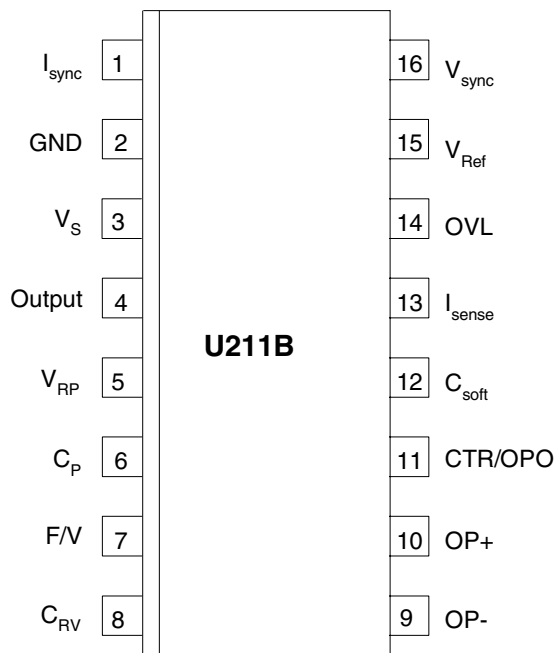 I_sync 1 16 V_sync
GND 2 15 V_Ref
V_S 3 14 OVL
Output 4 13 I_sense
U211B
V_RP 5 12 C_soft
C_P 6 11 CTR/OPO
F/V 7 10 OP+
C_RV 8 9 OP-